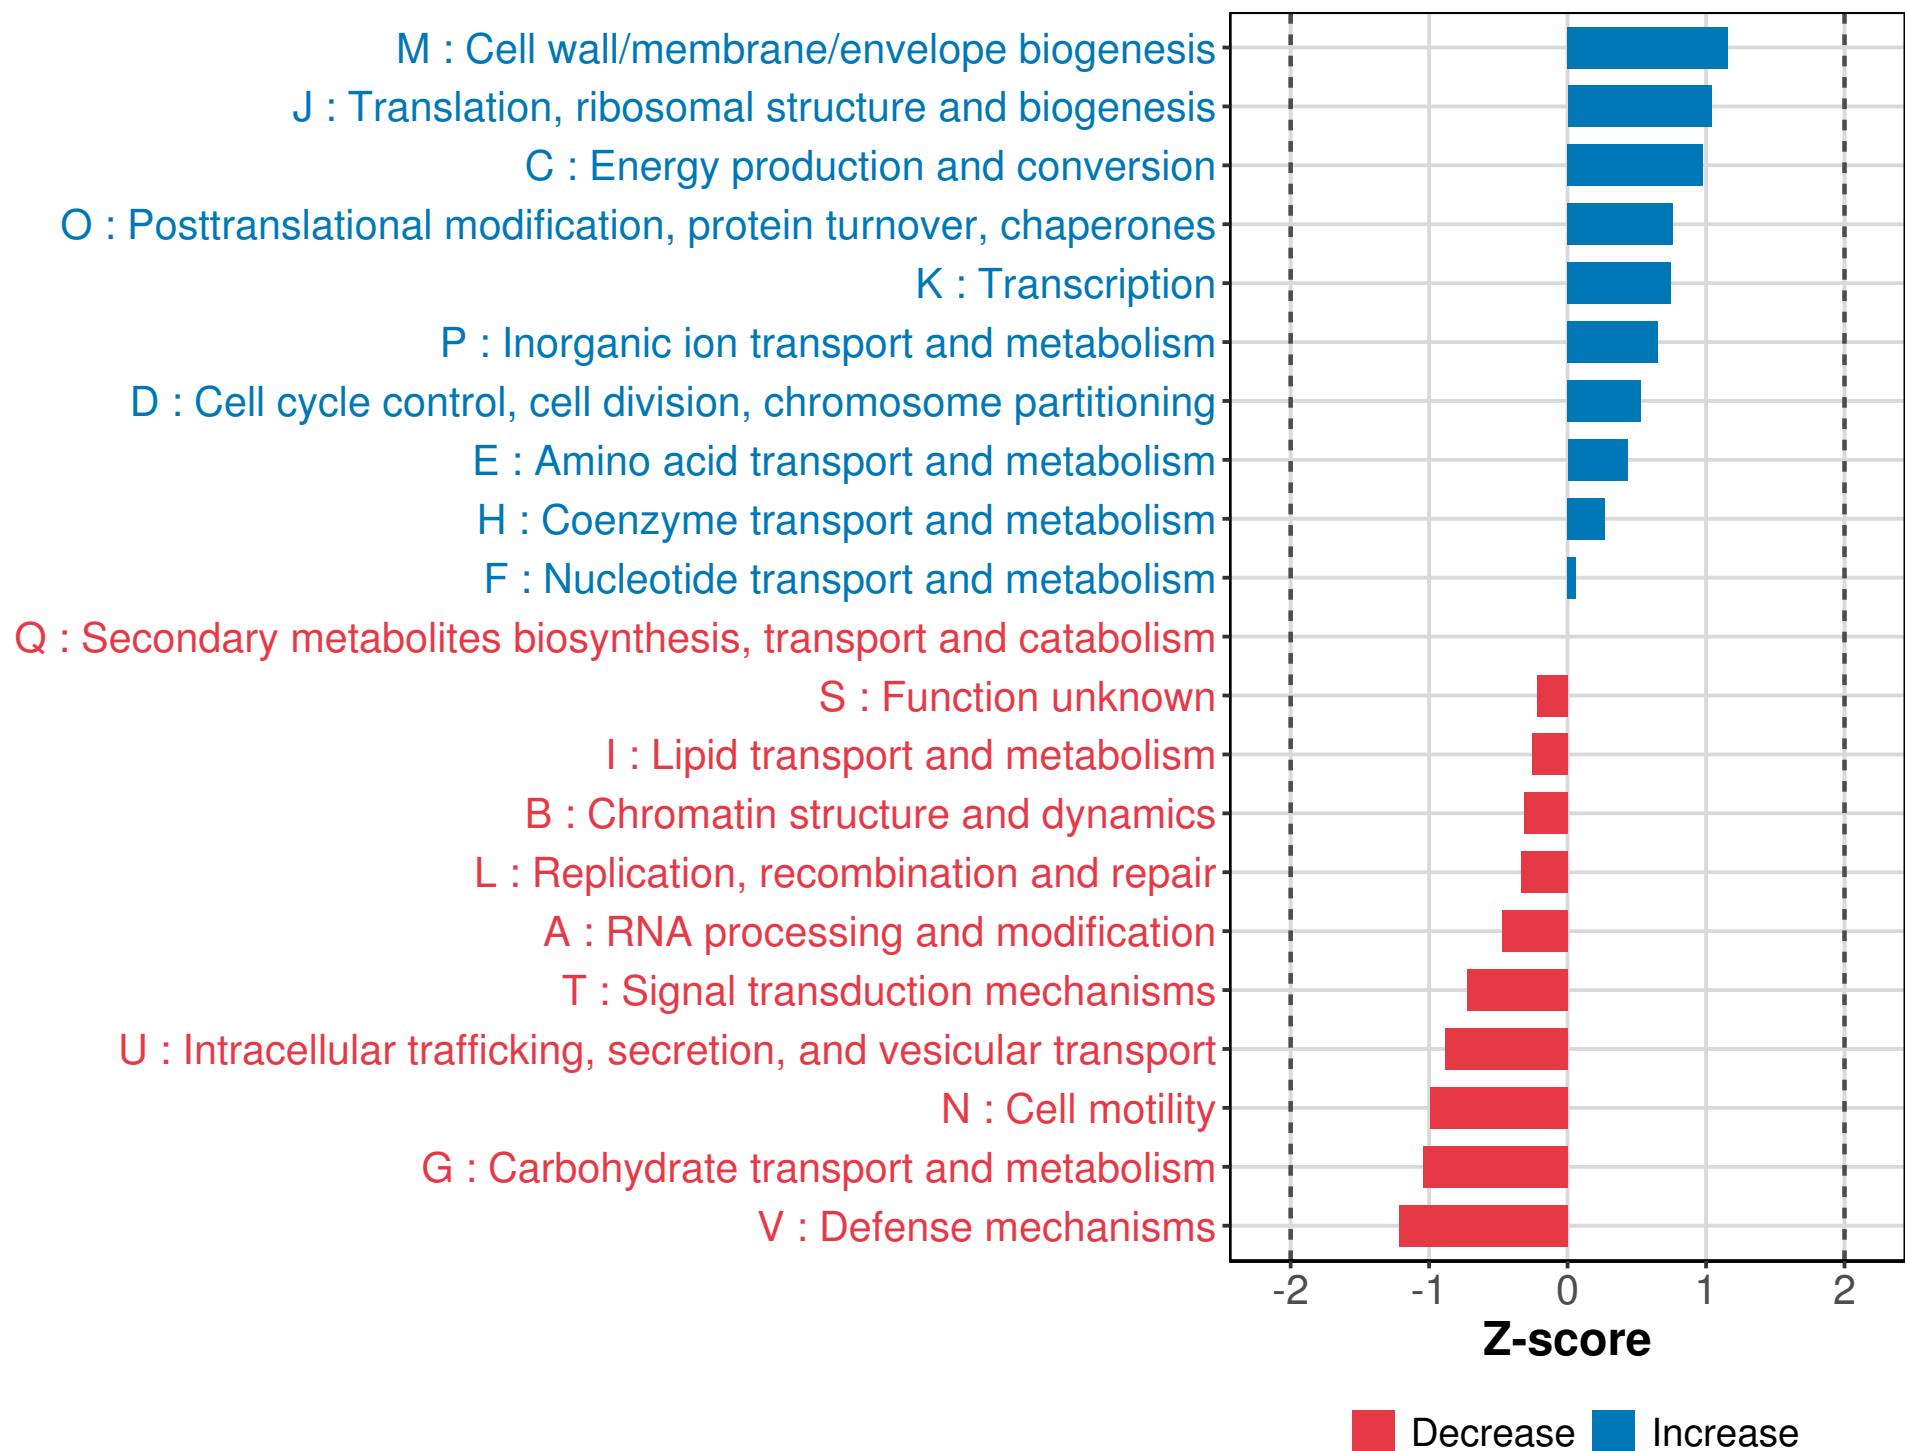 M : Cell wall/membrane/envelope biogenesis
J : Translation, ribosomal structure and biogenesis
C : Energy production and conversion
O : Posttranslational modification, protein turnover, chaperones
K : Transcription
P : Inorganic ion transport and metabolism
D : Cell cycle control, cell division, chromosome partitioning
E : Amino acid transport and metabolism
H : Coenzyme transport and metabolism
F : Nucleotide transport and metabolism
Q : Secondary metabolites biosynthesis, transport and catabolism
S : Function unknown
I : Lipid transport and metabolism
B : Chromatin structure and dynamics
L : Replication, recombination and repair
A : RNA processing and modification
T : Signal transduction mechanisms
U : Intracellular trafficking, secretion, and vesicular transport
N : Cell motility
G : Carbohydrate transport and metabolism
V : Defense mechanisms
-2 -1 0 1 2
Z-score
Decrease Increase